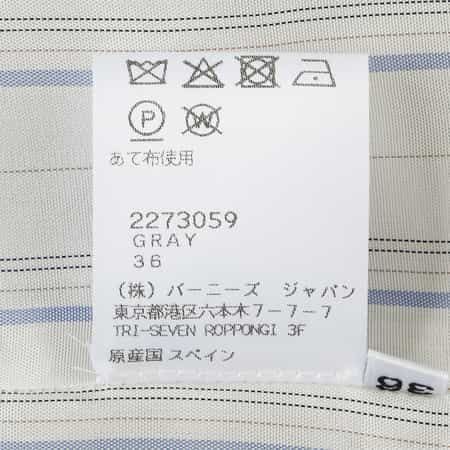 P W
あて布使用
2273059
GRAY
36
(株) バーニーズ ジャパン
東京都港区六本木7-7-7
TRI-SEVEN ROPPONGI 3F
原産国 スペイン
36